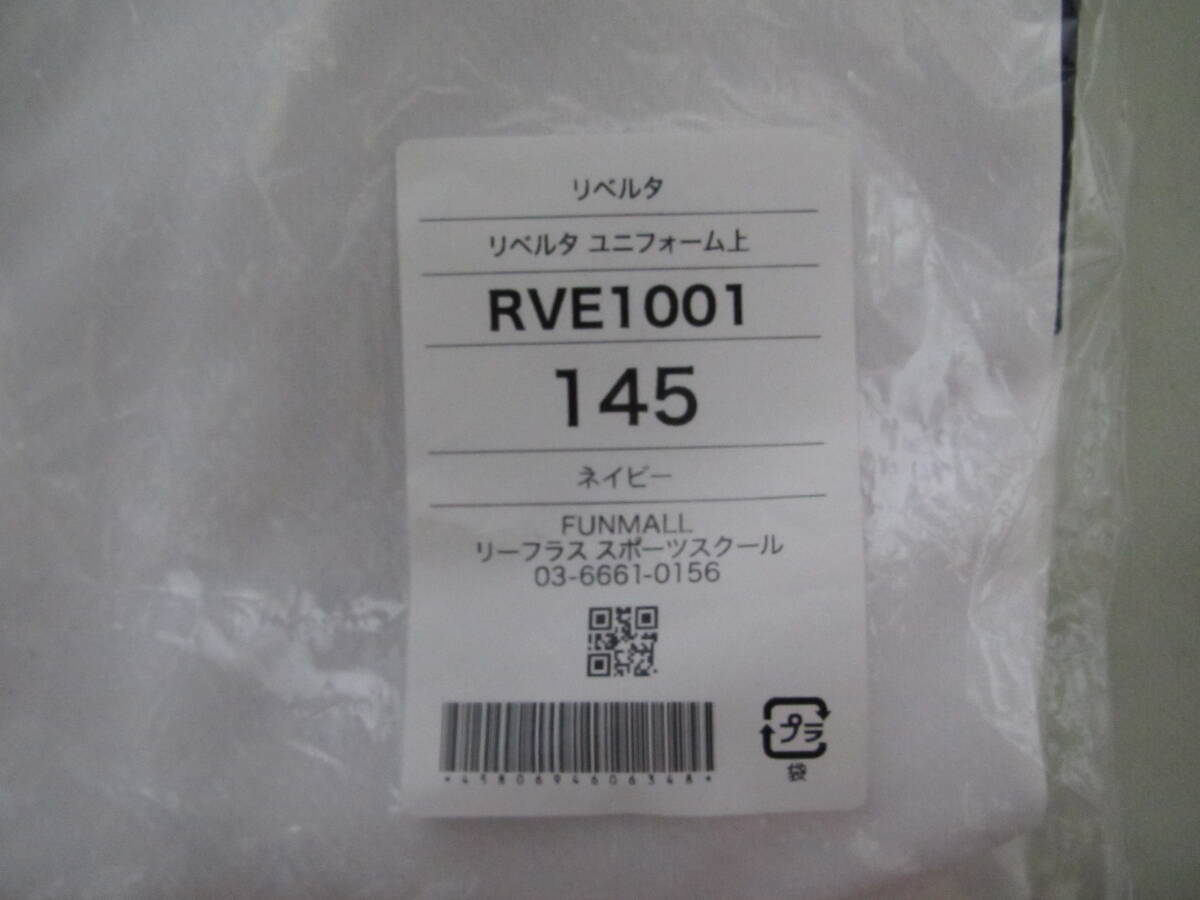 リベルタ
リベルタ ユニフォーム上
RVE1001
145
ネイビー
FUNMALL
リーフラス スポーツスクール
03-6661-0156
*4580694606348*
プラ
袋